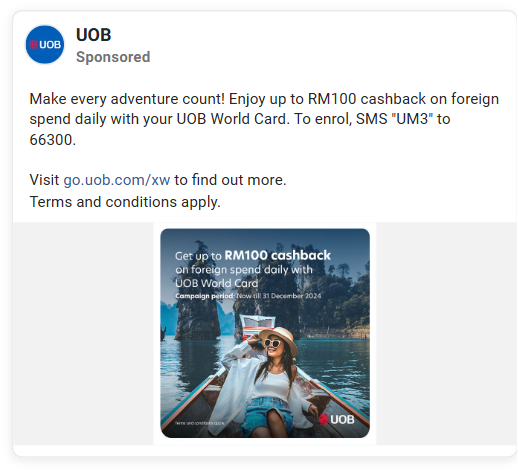 UOB
UOB
Sponsored
Make every adventure count! Enjoy up to RM100 cashback on foreign
spend daily with your UOB World Card. To enrol, SMS "UM3" to
66300.
Visit go.uob.com/xw to find out more.
Terms and conditions apply.
Get up to RM100 cashback
on foreign spend daily with
UOB World Card
Campaign period: Now till 31 December 2024
UOB